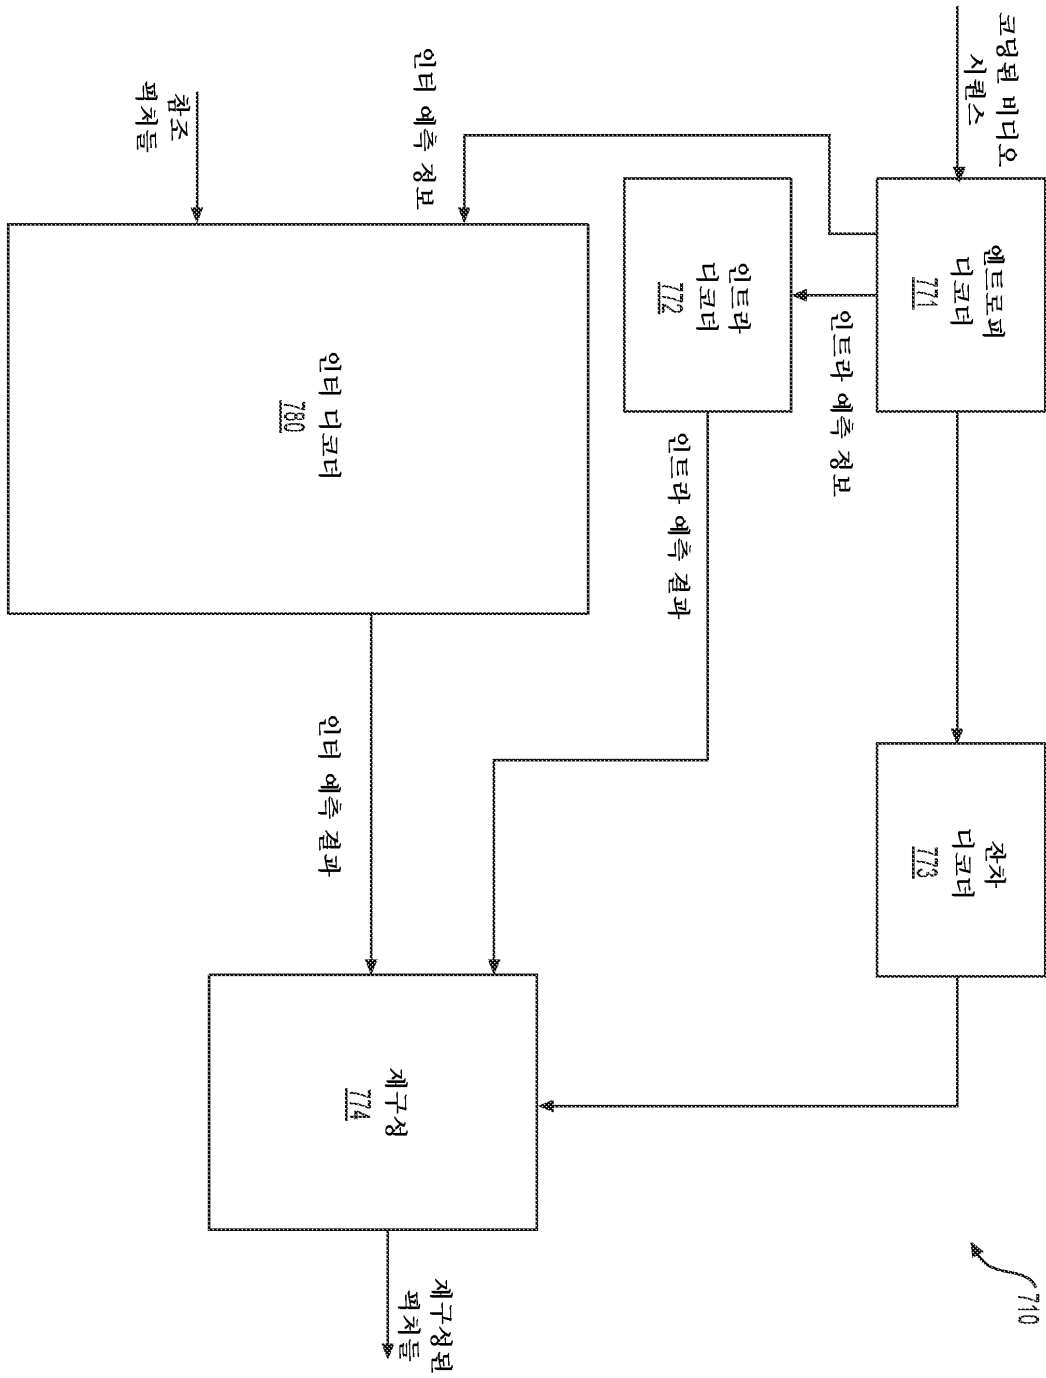 710
코딩된 비디오
시퀀스
엔트로피
디코더
771
잔차
디코더
773
인트라 예측 정보
인트라
디코더
772
인트라 예측 결과
인터 예측 정보
재구성된
픽처들
재구성
774
인터 예측 결과
인터 디코더
780
참조
픽처들